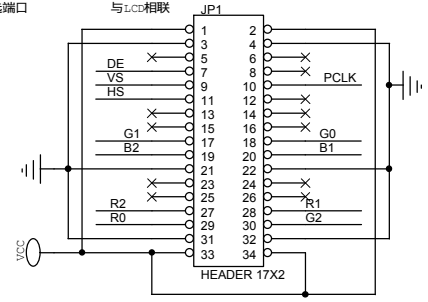 端口 与LCD相联
JP1
1 2
3 4
5 6
DE 7 8
VS 9 10 PCLK
HS 11 12
13 14
15 16
G1 17 18 G0
B2 19 20 B1
21 22
23 24
25 26
R2 27 28 R1
R0 29 30 G2
31 32
VCC 33 34
HEADER 17X2